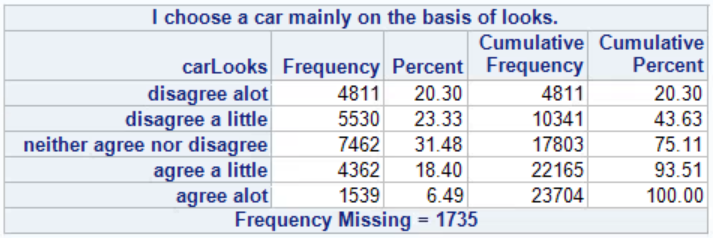 I choose a car mainly on the basis of looks.
carLooks Frequency Percent Cumulative Frequency Cumulative Percent
disagree alot 4811 20.30 4811 20.30
disagree a little 5530 23.33 10341 43.63
neither agree nor disagree 7462 31.48 17803 75.11
agree a little 4362 18.40 22165 93.51
agree alot 1539 6.49 23704 100.00
Frequency Missing = 1735